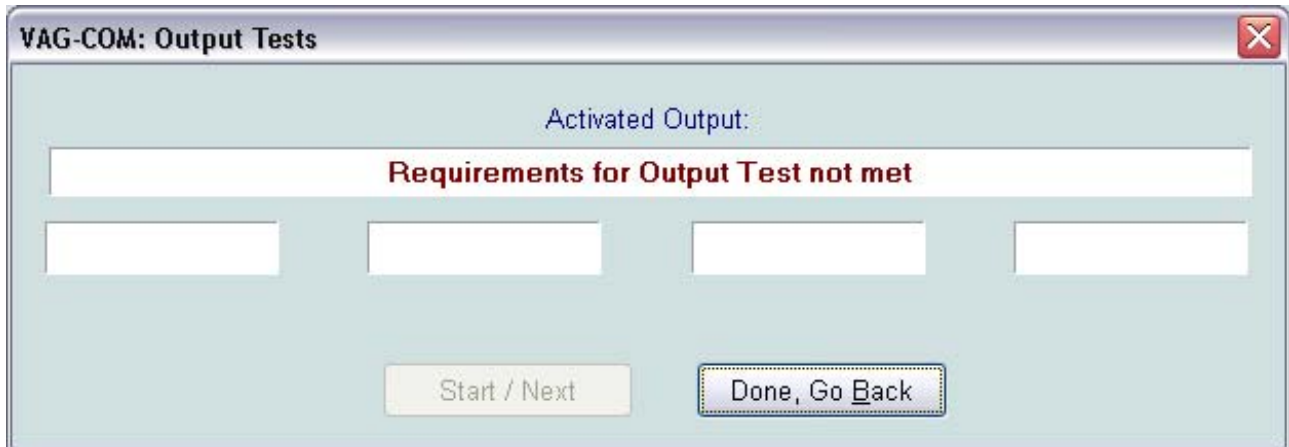 VAG-COM: Output Tests
Activated Output:
Requirements for Output Test not met
Start / Next
Done, Go Back